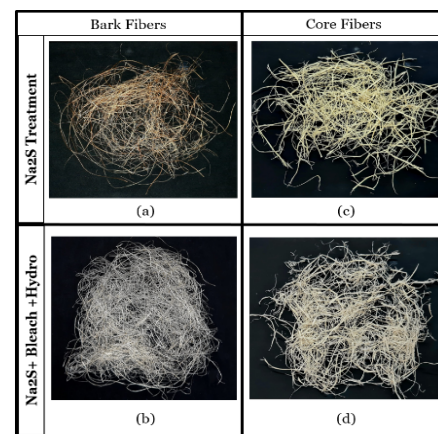 Bark Fibers
Core Fibers
Na2S Treatment
(a)
(c)
Na2S+ Bleach +Hydro
(b)
(d)